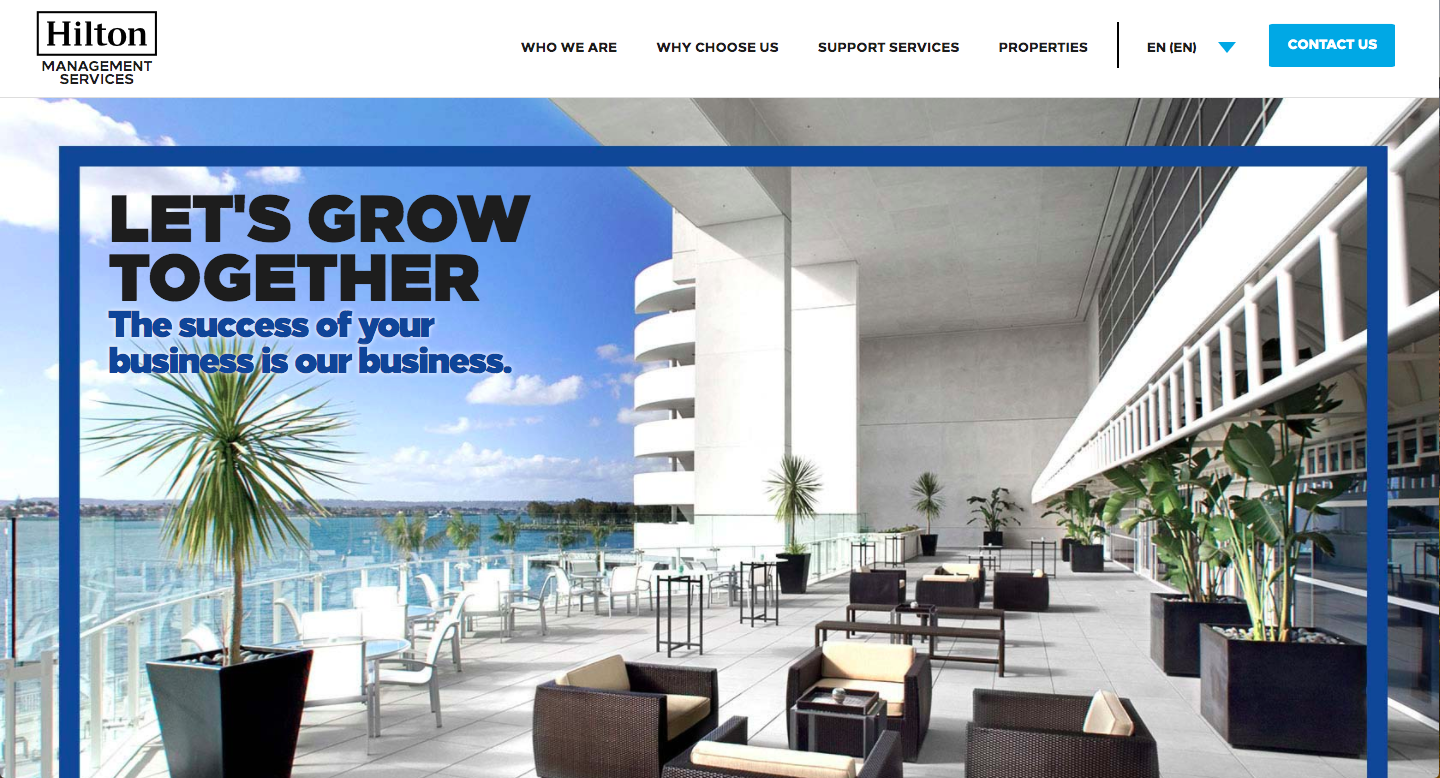 Hilton
MANAGEMENT
SERVICES
WHO WE ARE
WHY CHOOSE US
SUPPORT SERVICES
PROPERTIES
EN (EN)
CONTACT US
LET'S GROW
TOGETHER
The success of your
business is our business.